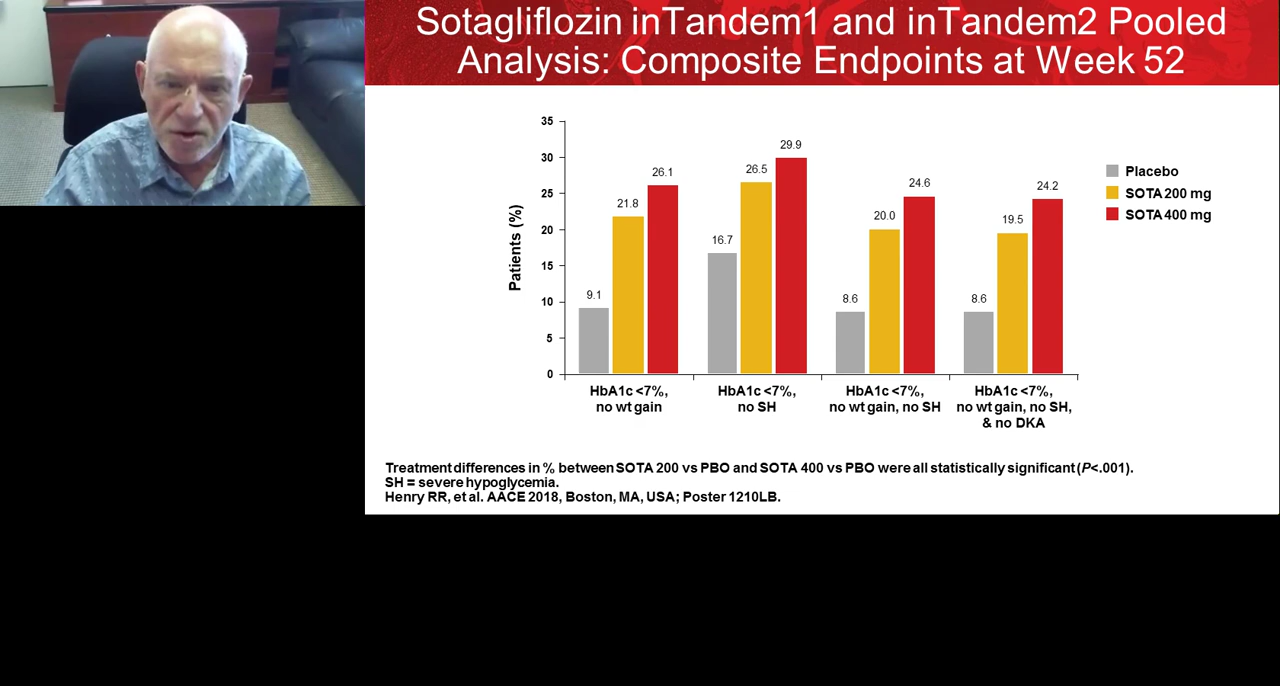 Sotagliflozin inTandem1 and inTandem2 Pooled
Analysis: Composite Endpoints at Week 52
35
30
25
20
15
10
5
0
Patients (%)
9.1
21.8
26.1
16.7
26.5
29.9
8.6
20.0
24.6
8.6
19.5
24.2
HbA1c <7%,
no wt gain
HbA1c <7%,
no SH
HbA1c <7%,
no wt gain, no SH
HbA1c <7%,
no wt gain, no SH,
& no DKA
Placebo
SOTA 200 mg
SOTA 400 mg
Treatment differences in % between SOTA 200 vs PBO and SOTA 400 vs PBO were all statistically significant (P<.001).
SH = severe hypoglycemia.
Henry RR, et al. AACE 2018, Boston, MA, USA; Poster 1210LB.